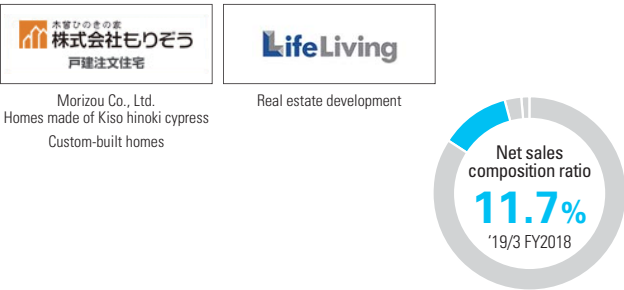 木曽ひのきの家
株式会社もりぞう
戸建注文住宅
LifeLiving
Morizou Co., Ltd.
Homes made of Kiso hinoki cypress
Custom-built homes
Real estate development
Net sales
composition ratio
11.7%
‘19/3 FY2018